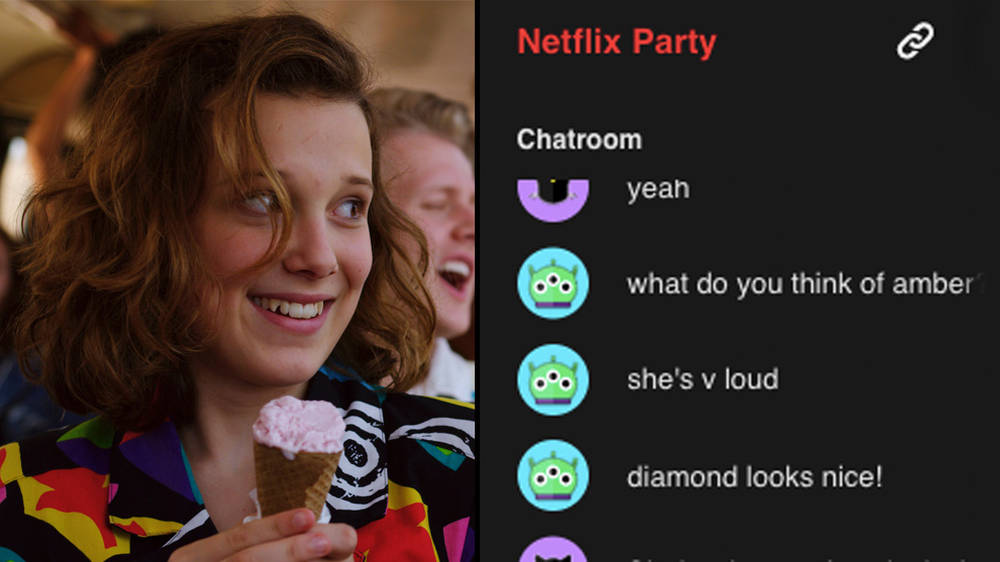 Netflix Party
Chatroom
yeah
what do you think of amber
she's v loud
diamond looks nice!